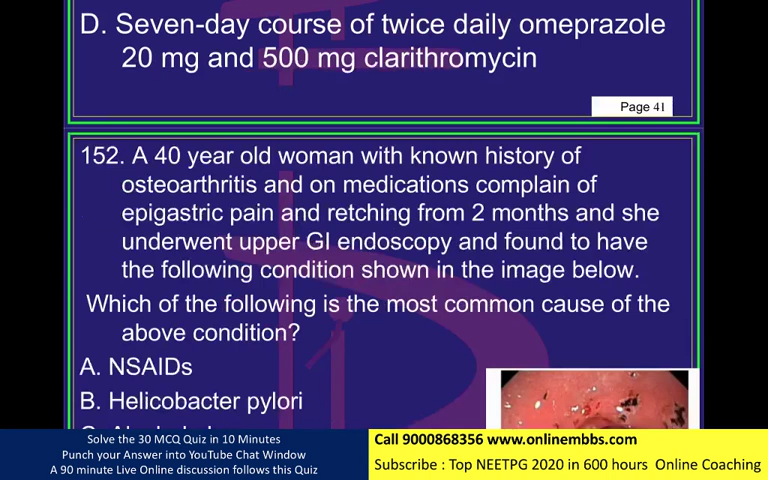 D. Seven-day course of twice daily omeprazole
20 mg and 500 mg clarithromycin
Page 41
152. A 40 year old woman with known history of
osteoarthritis and on medications complain of
epigastric pain and retching from 2 months and she
underwent upper GI endoscopy and found to have
the following condition shown in the image below.
Which of the following is the most common cause of the
above condition?
A. NSAIDs
B. Helicobacter pylori
Solve the 30 MCQ Quiz in 10 Minutes
Punch your Answer into YouTube Chat Window
A 90 minute Live Online discussion follows this Quiz
Call 9000868356 www.onlinembbs.com
Subscribe : Top NEETPG 2020 in 600 hours Online Coaching